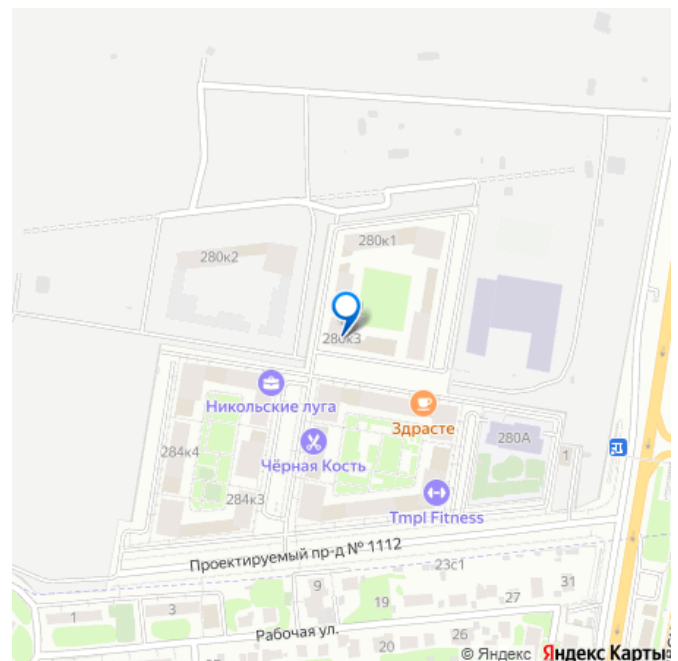 280к1
280к2
280к3
Никольские луга
Здрасте
284к4
Чёрная Кость
280А
1
284к3
Tmpl Fitness
Проектируемый пр-д № 1112
23с1
9
31
1
3
19
27
Рабочая ул.
26
20
© Яндекс Яндекс Карты